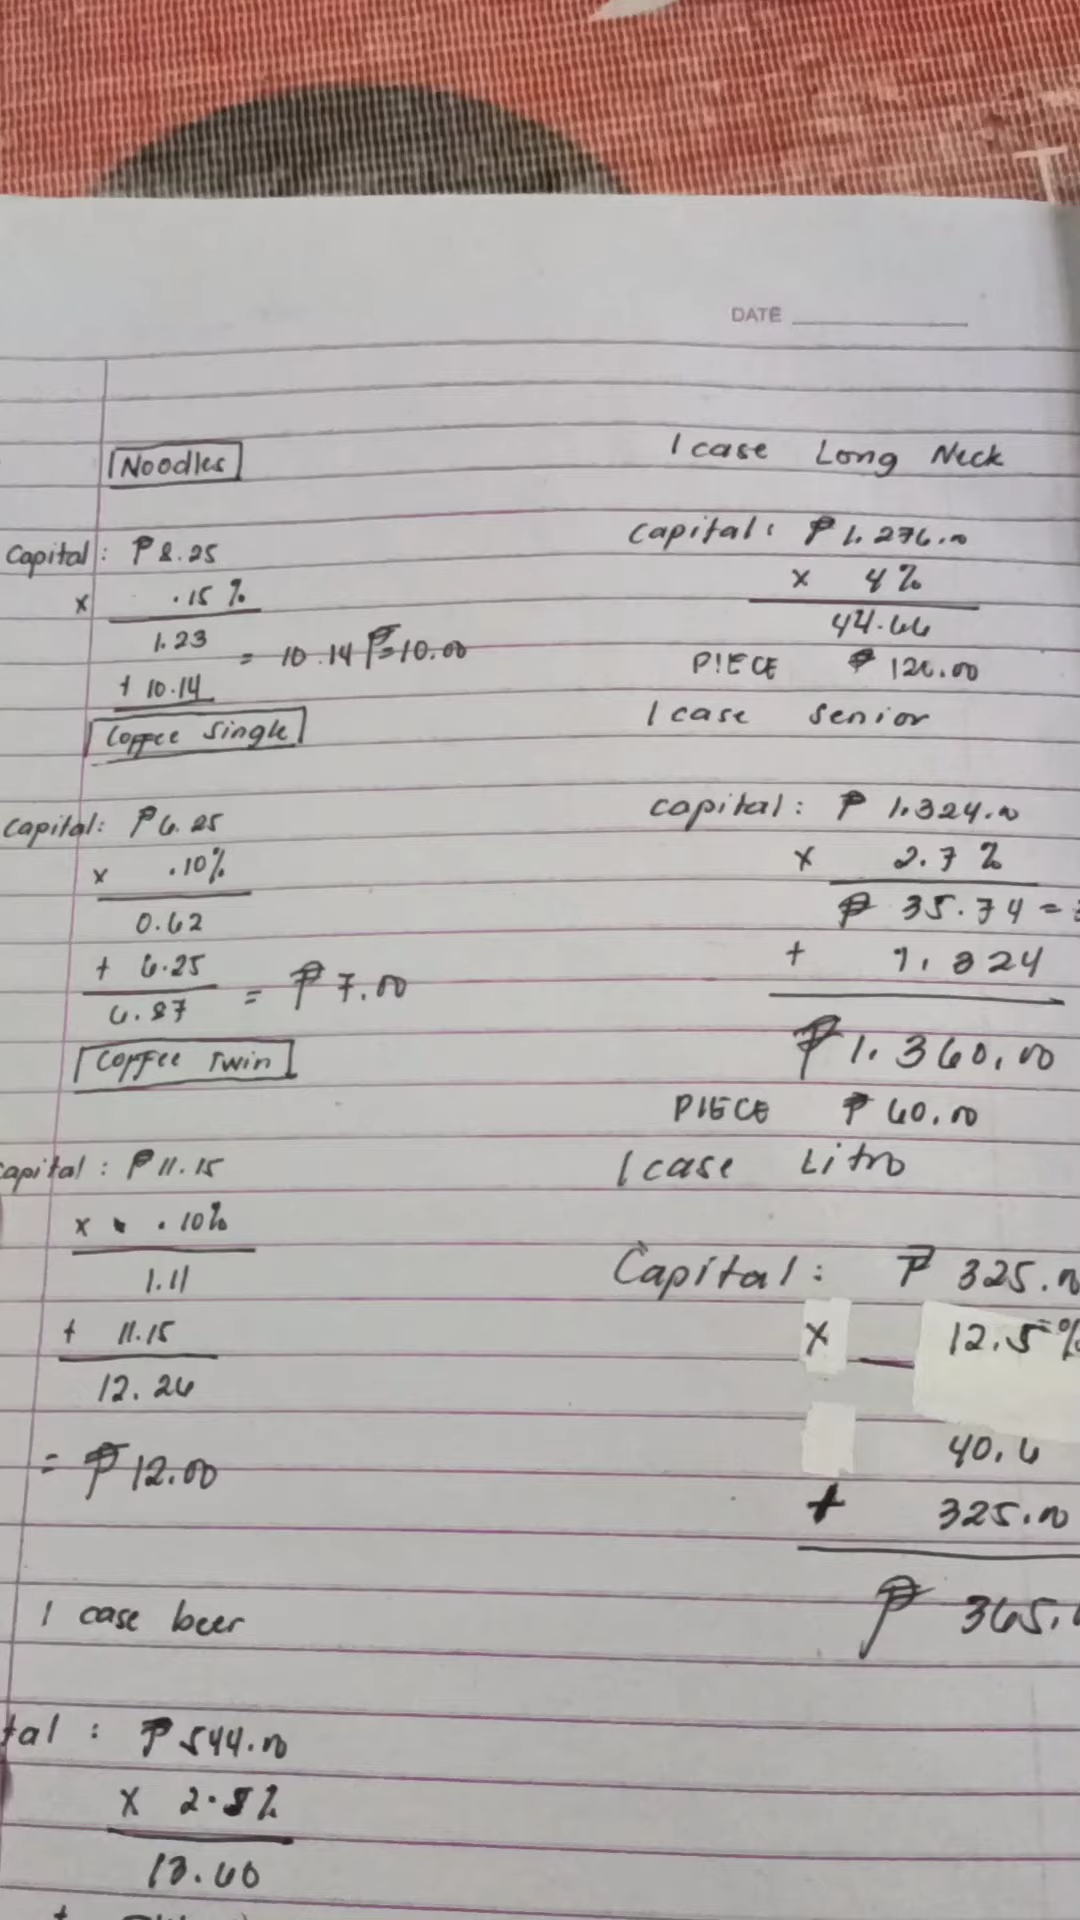 DATE
Noodles
Capital: ₱8.25
x .15 %
1.23
+ 10.14
= 10.14 ₱=10.00
Coffee Single
Capital: ₱6.25
x .10%
0.62
+ 6.25
6.87 = ₱7.00
Coffee Twin
capital: ₱11.15
x .10%
1.11
+ 11.15
12.26
= ₱12.00
1 case beer
tal : ₱544.00
x 2.5%
13.60
+
1 case Long Neck
capital: ₱1,276.00
x 4%
44.66
PIECE ₱120.00
1 case senior
capital: ₱1,324.00
x 2.7 %
₱ 35.74 =
+ 1,324
₱1,360.00
PIECE ₱60.00
1 case Litro
Capital: ₱ 325.00
x 12.5%
40.6
+ 325.00
₱ 365.